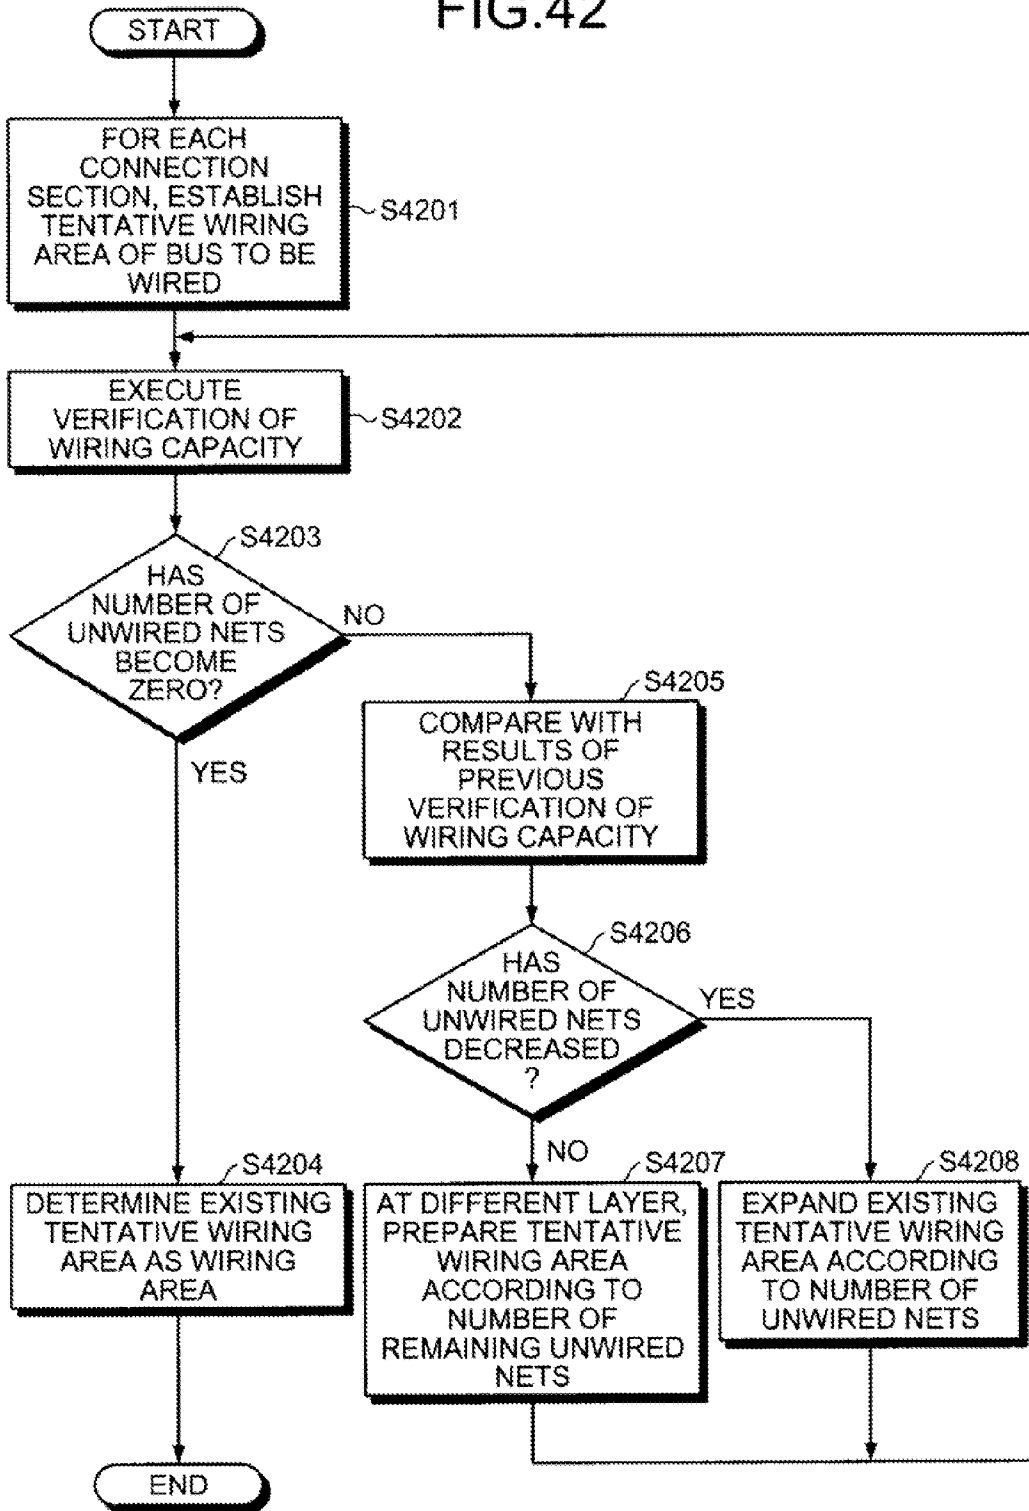 FIG.42
START
FOR EACH
CONNECTION
SECTION, ESTABLISH
TENTATIVE WIRING
AREA OF BUS TO BE
WIRED
S4201
EXECUTE
VERIFICATION OF
WIRING CAPACITY
S4202
S4203
HAS
NUMBER OF
UNWIRED NETS
BECOME
ZERO?
NO
YES
S4205
COMPARE WITH
RESULTS OF
PREVIOUS
VERIFICATION OF
WIRING CAPACITY
S4206
HAS
NUMBER OF
UNWIRED NETS
DECREASED
?
YES
NO
S4204
DETERMINE EXISTING
TENTATIVE WIRING
AREA AS WIRING
AREA
S4207
AT DIFFERENT LAYER,
PREPARE TENTATIVE
WIRING AREA
ACCORDING TO
NUMBER OF
REMAINING UNWIRED
NETS
S4208
EXPAND EXISTING
TENTATIVE WIRING
AREA ACCORDING
TO NUMBER OF
UNWIRED NETS
END